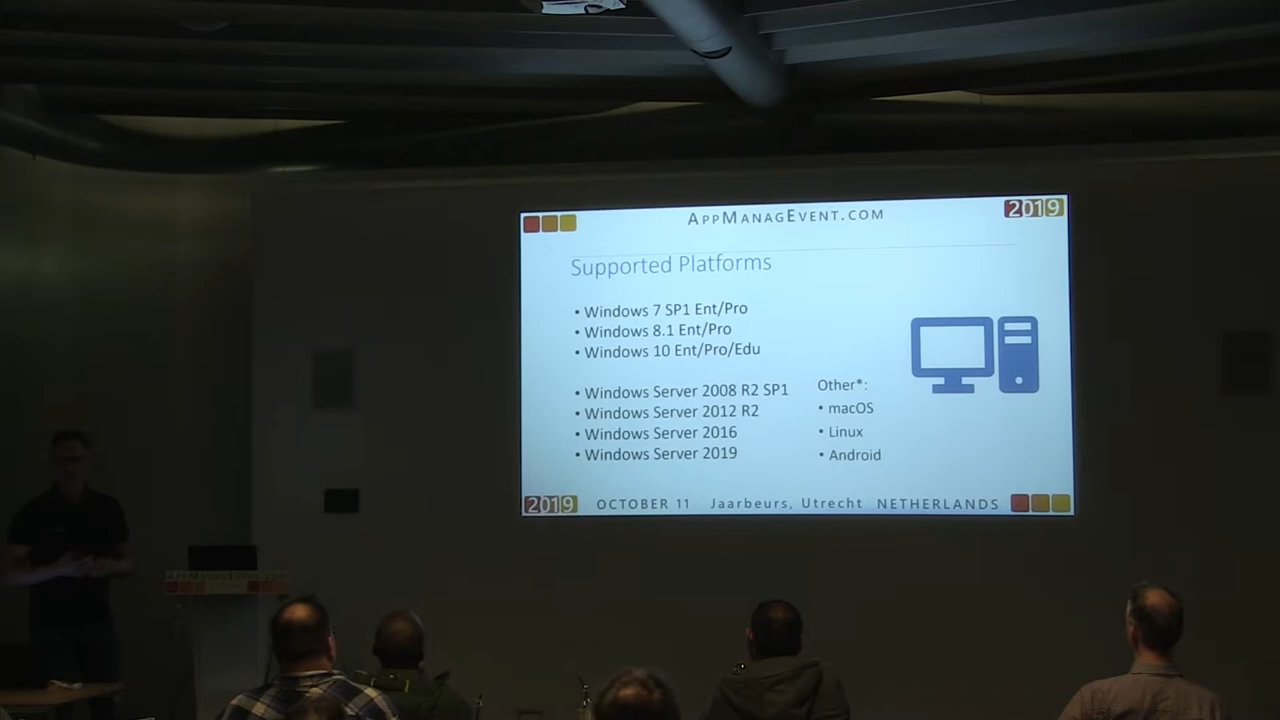 APPMANAGEVENT.COM
2019
Supported Platforms
• Windows 7 SP1 Ent/Pro
• Windows 8.1 Ent/Pro
• Windows 10 Ent/Pro/Edu
• Windows Server 2008 R2 SP1
• Windows Server 2012 R2
• Windows Server 2016
• Windows Server 2019
Other*:
• macOS
• Linux
• Android
2019 OCTOBER 11 Jaarbeurs, Utrecht NETHERLANDS